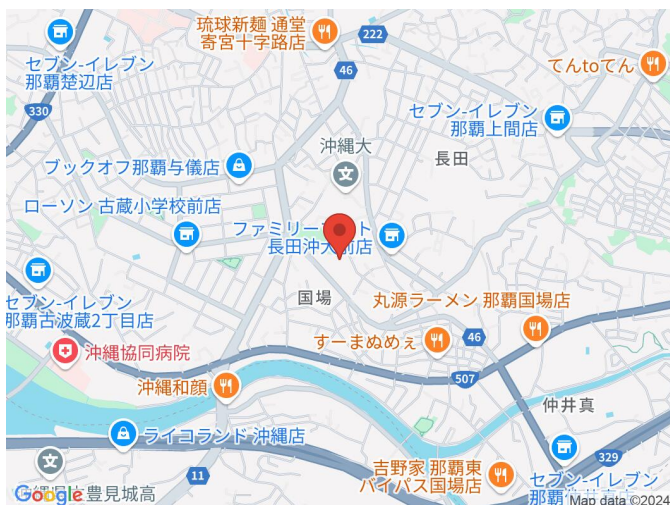 琉球新麺 通堂
寄宮十字路店
222
セブン-イレブン
那覇楚辺店
46
てんtoてん
330
セブン-イレブン
那覇上間店
沖縄大
長田
ブックオフ那覇与儀店
ローソン 古蔵小学校前店
ファミリー
長田沖大前店
国場
丸源ラーメン 那覇国場店
セブン-イレブン
那覇古波蔵2丁目店
すーまぬめぇ
46
沖縄協同病院
507
沖縄和顔
仲井真
ライコランド 沖縄店
11
吉野家 那覇東
バイパス国場店
329
セブン-イレブン
豊見城高
Google
Map data ©2024